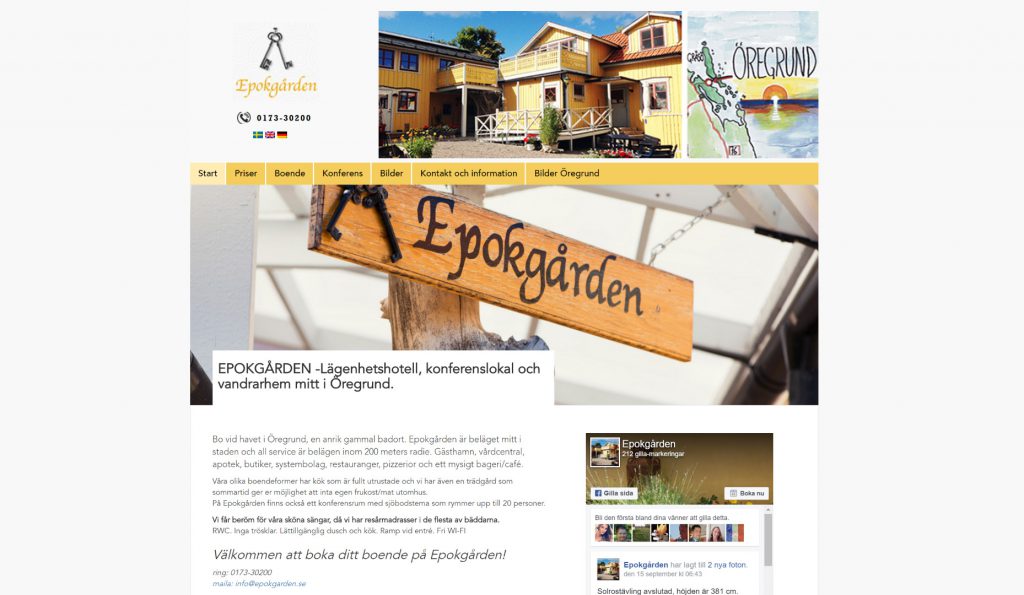 Epokgården
0173-30200
GRÄSÖ
ÖREGRUND
Start
Priser
Boende
Konferens
Bilder
Kontakt och information
Bilder Öregrund
Epokgården
EPOKGÅRDEN -Lägenhetshotell, konferenslokal och
vandrarhem mitt i Öregrund.
Bo vid havet i Öregrund, en anrik gammal badort. Epokgården är beläget mitt i
staden och all service är belägen inom 200 meters radie. Gästhamn, vårdcentral,
apotek, butiker, systembolag, restauranger, pizzerior och ett mysigt bageri/café.
Våra olika boendeformer har kök som är fullt utrustade och vi har även en trädgård som
sommartid ger er möjlighet att inta egen frukost/mat utomhus.
På Epokgården finns också ett konferensrum med sjöbodstema som rymmer upp till 20 personer.
Vi får beröm för våra sköna sängar, då vi har resårmadrasser i de flesta av bäddarna.
RWC. Inga trösklar. Lättillgänglig dusch och kök. Ramp vid entré. Fri WI-FI
Välkommen att boka ditt boende på Epokgården!
ring: 0173-30200
maila: info@epokgarden.se
Epokgården
212 gilla-markeringar
Gilla sida
Boka nu
Bli den första bland dina vänner att gilla detta.
Epokgården har lagt till 2 nya foton.
den 15 september kl 06:43
Solrostävling avslutad, höjden är 381 cm.